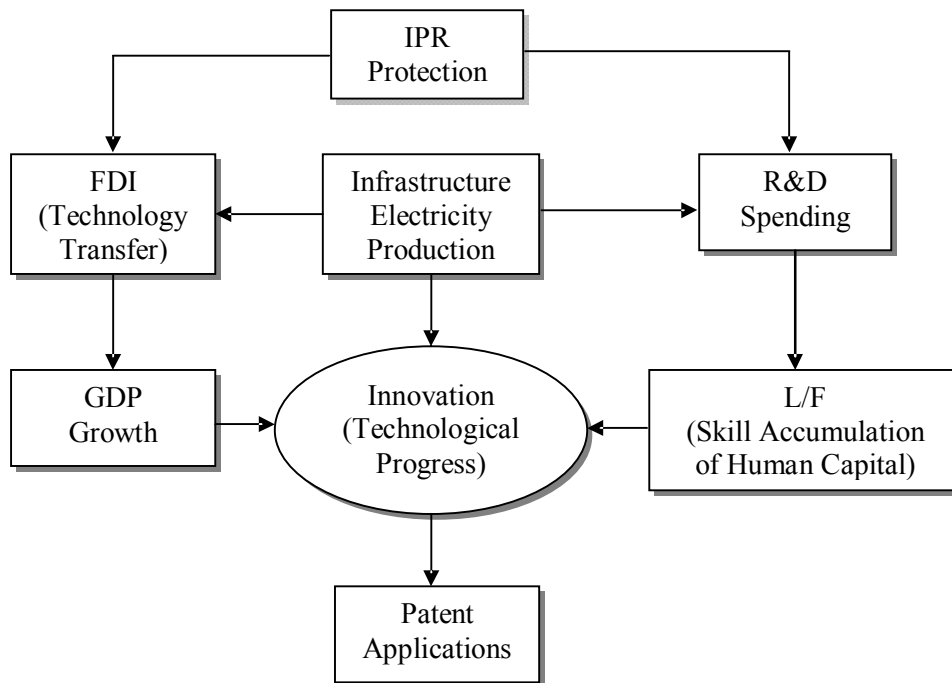 IPR
Protection
FDI
(Technology
Transfer)
Infrastructure
Electricity
Production
R&D
Spending
GDP
Growth
Innovation
(Technological
Progress)
L/F
(Skill Accumulation
of Human Capital)
Patent
Applications